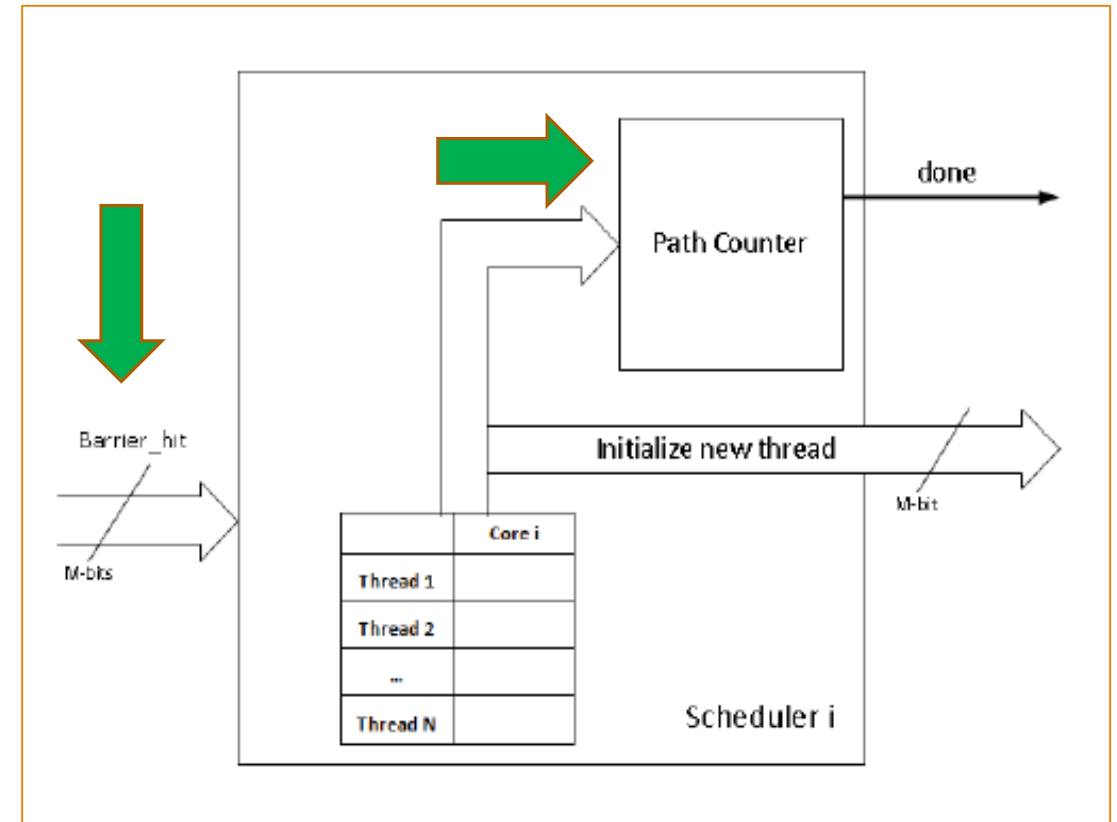 done
Path Counter
Barrier_hit
M-bits
Initialize new thread
M-bit
Core i
Thread 1
Thread 2
...
Thread N
Scheduler i